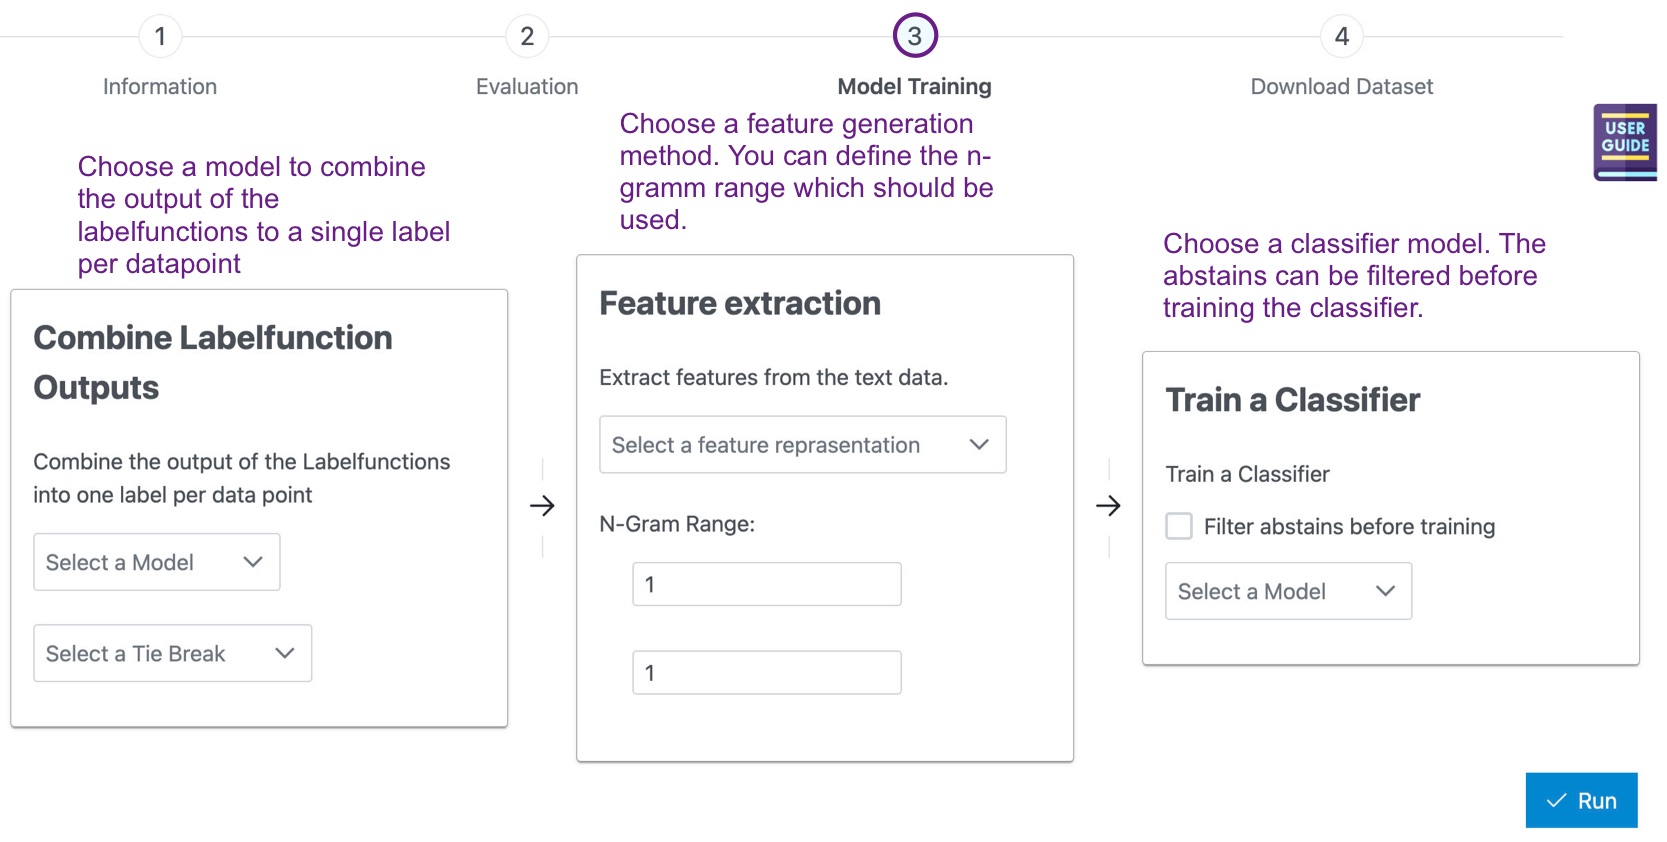 1
2
3
4
Information
Evaluation
Model Training
Download Dataset
USER
GUIDE
Choose a model to combine
the output of the
labelfunctions to a single label
per datapoint
Combine Labelfunction
Outputs
Combine the output of the Labelfunctions
into one label per data point
Select a Model
Select a Tie Break
Choose a feature generation
method. You can define the n-
gramm range which should be
used.
Feature extraction
Extract features from the text data.
Select a feature reprasentation
N-Gram Range:
1
1
Choose a classifier model. The
abstains can be filtered before
training the classifier.
Train a Classifier
Train a Classifier
Filter abstains before training
Select a Model
Run